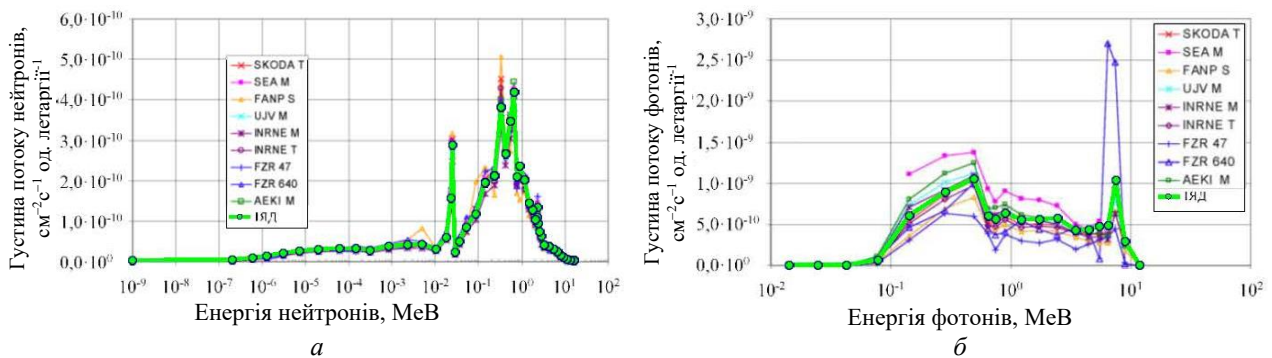 Густина потоку нейтронів,
см⁻²с⁻¹ од. летаргії⁻¹
6,0·10⁻¹⁰
5,0·10⁻¹⁰
4,0·10⁻¹⁰
3,0·10⁻¹⁰
2,0·10⁻¹⁰
1,0·10⁻¹⁰
0,0·10⁰
SKODA T
SEA M
FANP S
UJV M
INRNE M
INRNE T
FZR 47
FZR 640
AEKI M
ІЯД
10⁻⁹ 10⁻⁸ 10⁻⁷ 10⁻⁶ 10⁻⁵ 10⁻⁴ 10⁻³ 10⁻² 10⁻¹ 10⁰ 10¹ 10²
Енергія нейтронів, МеВ
а
Густина потоку фотонів,
см⁻²с⁻¹ од. летаргії⁻¹
3,0·10⁻⁹
2,5·10⁻⁹
2,0·10⁻⁹
1,5·10⁻⁹
1,0·10⁻⁹
5,0·10⁻¹⁰
0,0·10⁰
SKODA T
SEA M
FANP S
UJV M
INRNE M
INRNE T
FZR 47
FZR 640
AEKI M
ІЯД
10⁻² 10⁻¹ 10⁰ 10¹ 10²
Енергія фотонів, МеВ
б